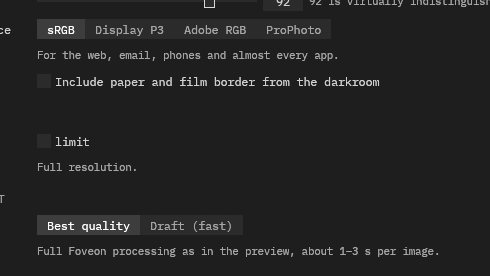 92 92 is virtually
ce sRGB Display P3 Adobe RGB ProPhoto
For the web, email, phones and almost every app.
Include paper and film border from the darkroom
limit
Full resolution.
T
Best quality Draft (fast)
Full Foveon processing as in the preview, about 1–3 s per image.